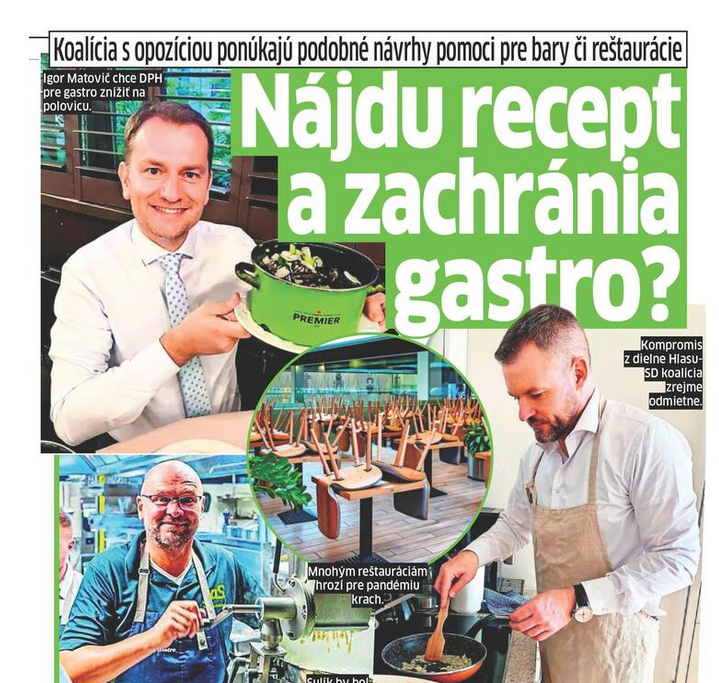 Koalícia s opozíciou ponúkajú podobné návrhy pomoci pre bary či reštaurácie
Igor Matovič chce DPH
pre gastro znížiť na
polovicu.
Nájdu recept
a zachránia
gastro?
PREMIER
Kompromis
z dielne Hlasu-
SD koalícia
zrejme
odmietne.
Mnohým reštauráciám
hrozí pre pandémiu
krach.
Sulík by bol